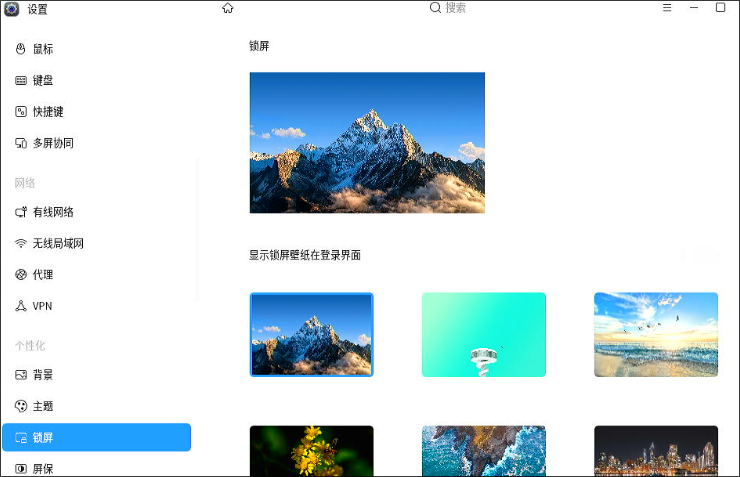 设置
搜索
鼠标
键盘
快捷键
多屏协同
网络
有线网络
无线局域网
代理
VPN
个性化
背景
主题
锁屏
屏保
锁屏
显示锁屏壁纸在登录界面